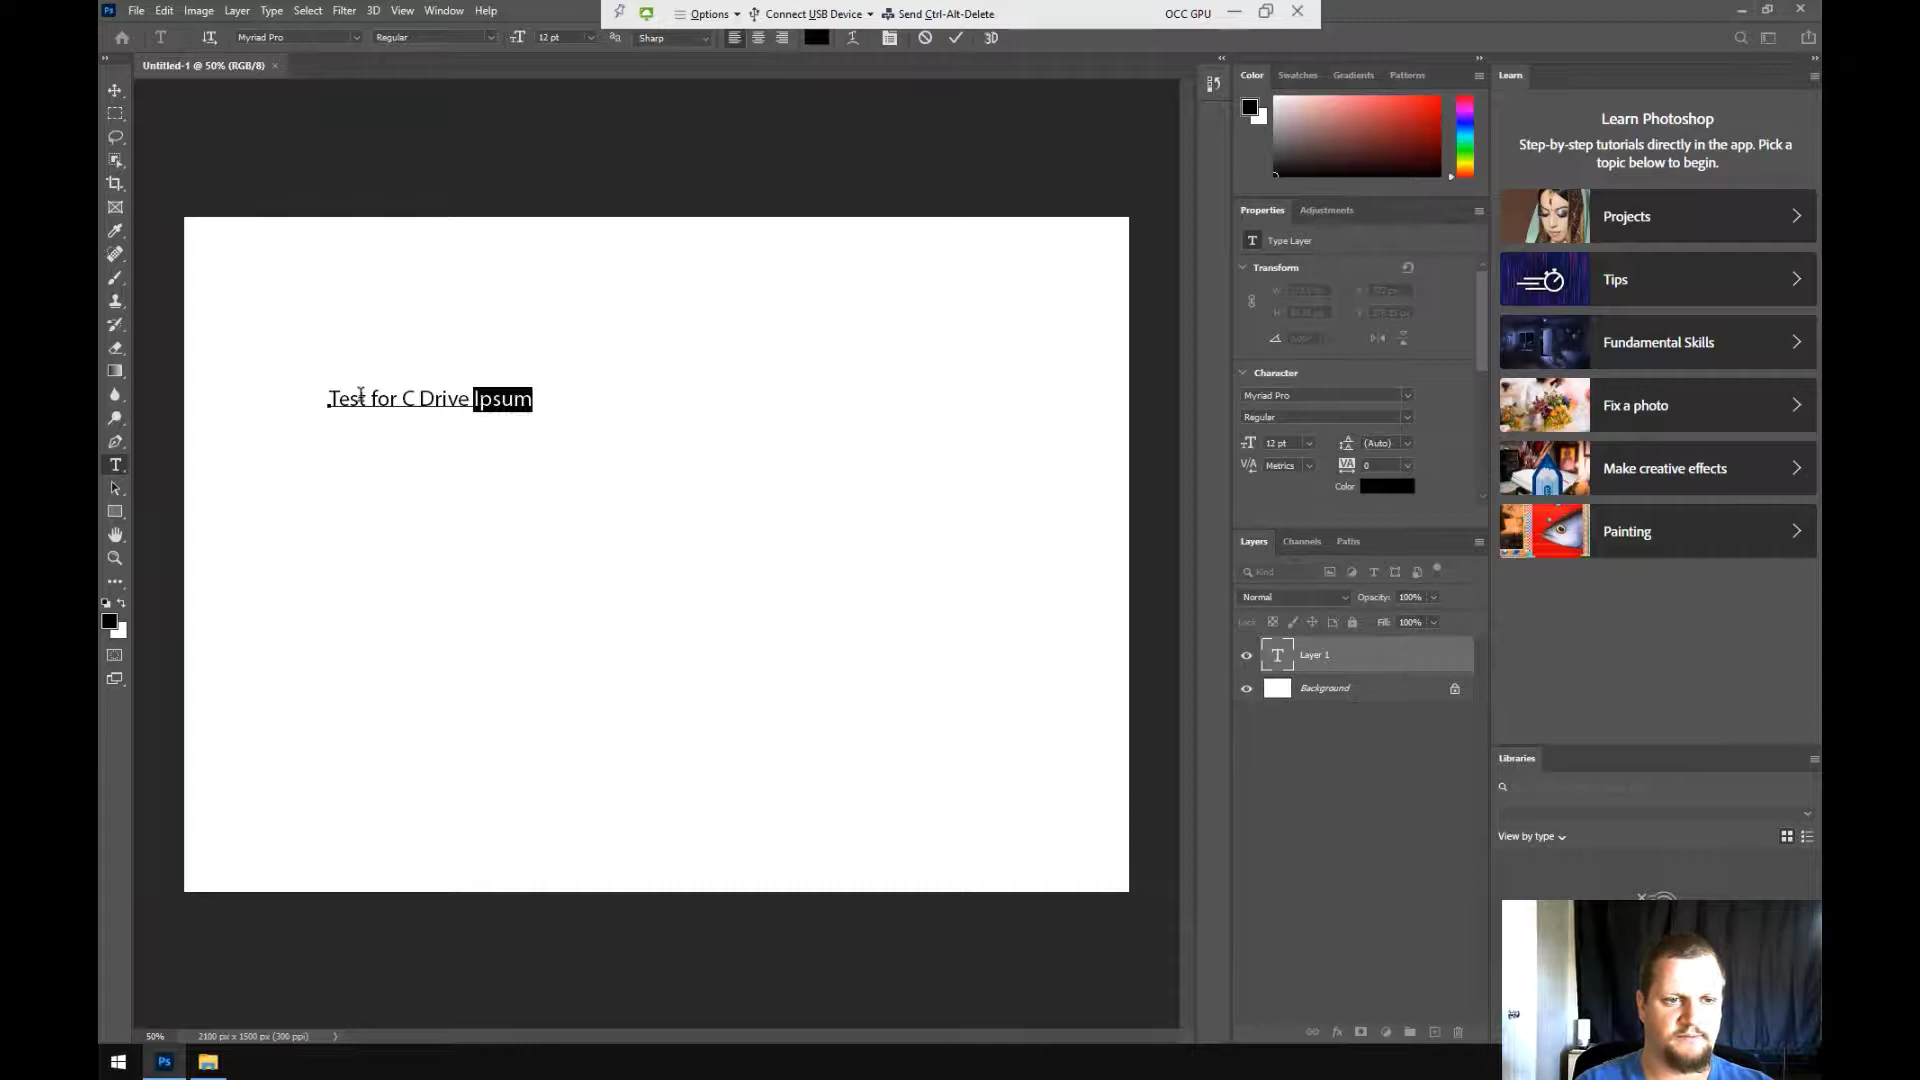 File Edit Image Layer Type Select Filter 3D View Window Help
Options Connect USB Device Send Ctrl-Alt-Delete OCC GPU
Myriad Pro Regular 12 pt Sharp 3D
Untitled-1 @ 50% (RGB/8)
Test for C Drive Ipsum
50% 2100 px x 1500 px (300 ppi)
Color Swatches Gradients Patterns
Properties Adjustments
Type Layer
Transform
W X
H Y
Character
Myriad Pro
Regular
12 pt (Auto)
Metrics 0
Color
Layers Channels Paths
Kind
Normal Opacity: 100%
Lock: Fill: 100%
Layer 1
Background
Learn
Learn Photoshop
Step-by-step tutorials directly in the app. Pick a
topic below to begin.
Projects
Tips
Fundamental Skills
Fix a photo
Make creative effects
Painting
Libraries
View by type